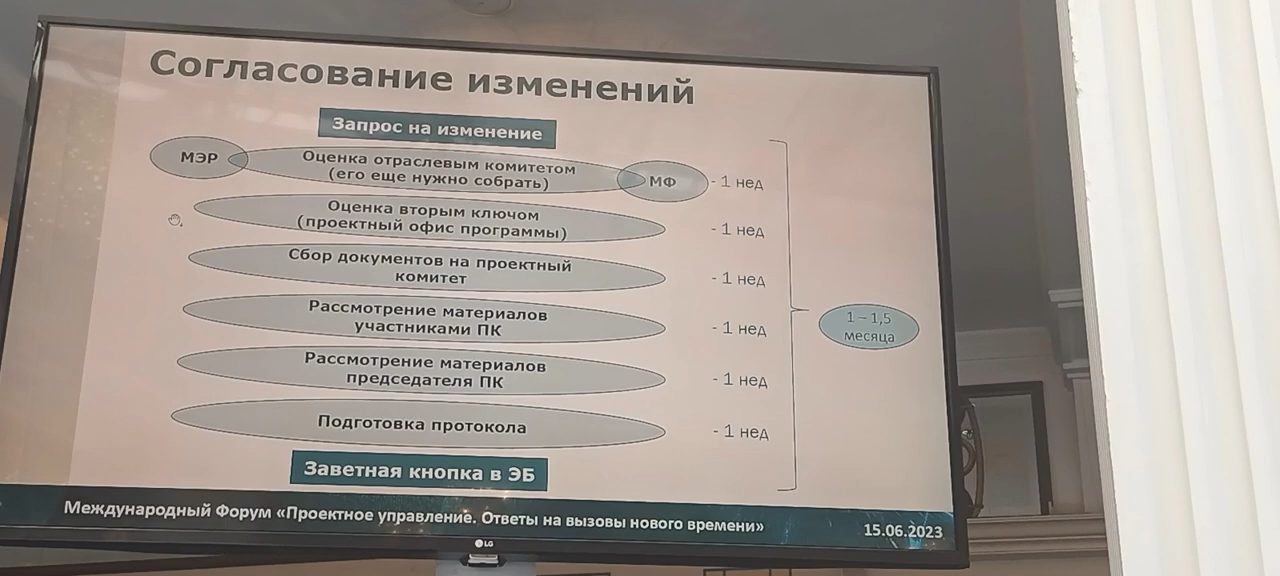 Согласование изменений
Запрос на изменение
МЭР
Оценка отраслевым комитетом
(его еще нужно собрать)
МФ
- 1 нед
Оценка вторым ключом
(проектный офис программы)
- 1 нед
Сбор документов на проектный
комитет
- 1 нед
Рассмотрение материалов
участниками ПК
- 1 нед
Рассмотрение материалов
председателя ПК
- 1 нед
Подготовка протокола
- 1 нед
1 – 1,5
месяца
Заветная кнопка в ЭБ
Международный Форум «Проектное управление. Ответы на вызовы нового времени»
15.06.2023
LG